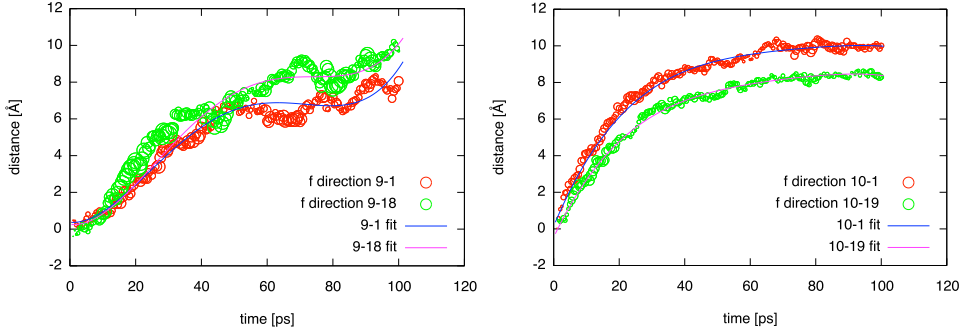 distance [Å]
12
10
8
6
4
2
0
-2
f direction 9-1
f direction 9-18
9-1 fit
9-18 fit
0 20 40 60 80 100 120
time [ps]
distance [Å]
12
10
8
6
4
2
0
-2
f direction 10-1
f direction 10-19
10-1 fit
10-19 fit
0 20 40 60 80 100 120
time [ps]